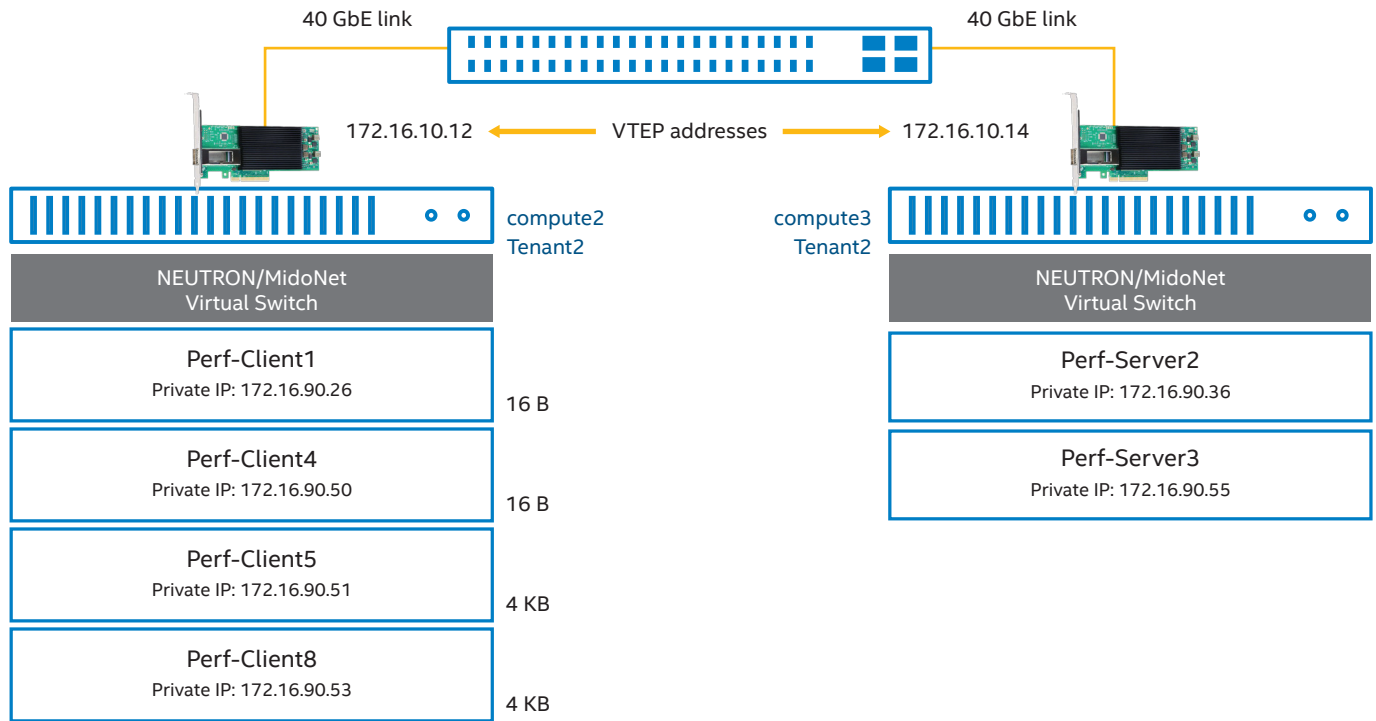 40 GbE link
40 GbE link
172.16.10.12
VTEP addresses
172.16.10.14
compute2
Tenant2
compute3
Tenant2
NEUTRON/MidoNet
Virtual Switch
NEUTRON/MidoNet
Virtual Switch
Perf-Client1
Private IP: 172.16.90.26
16 B
Perf-Server2
Private IP: 172.16.90.36
Perf-Client4
Private IP: 172.16.90.50
16 B
Perf-Server3
Private IP: 172.16.90.55
Perf-Client5
Private IP: 172.16.90.51
4 KB
Perf-Client8
Private IP: 172.16.90.53
4 KB